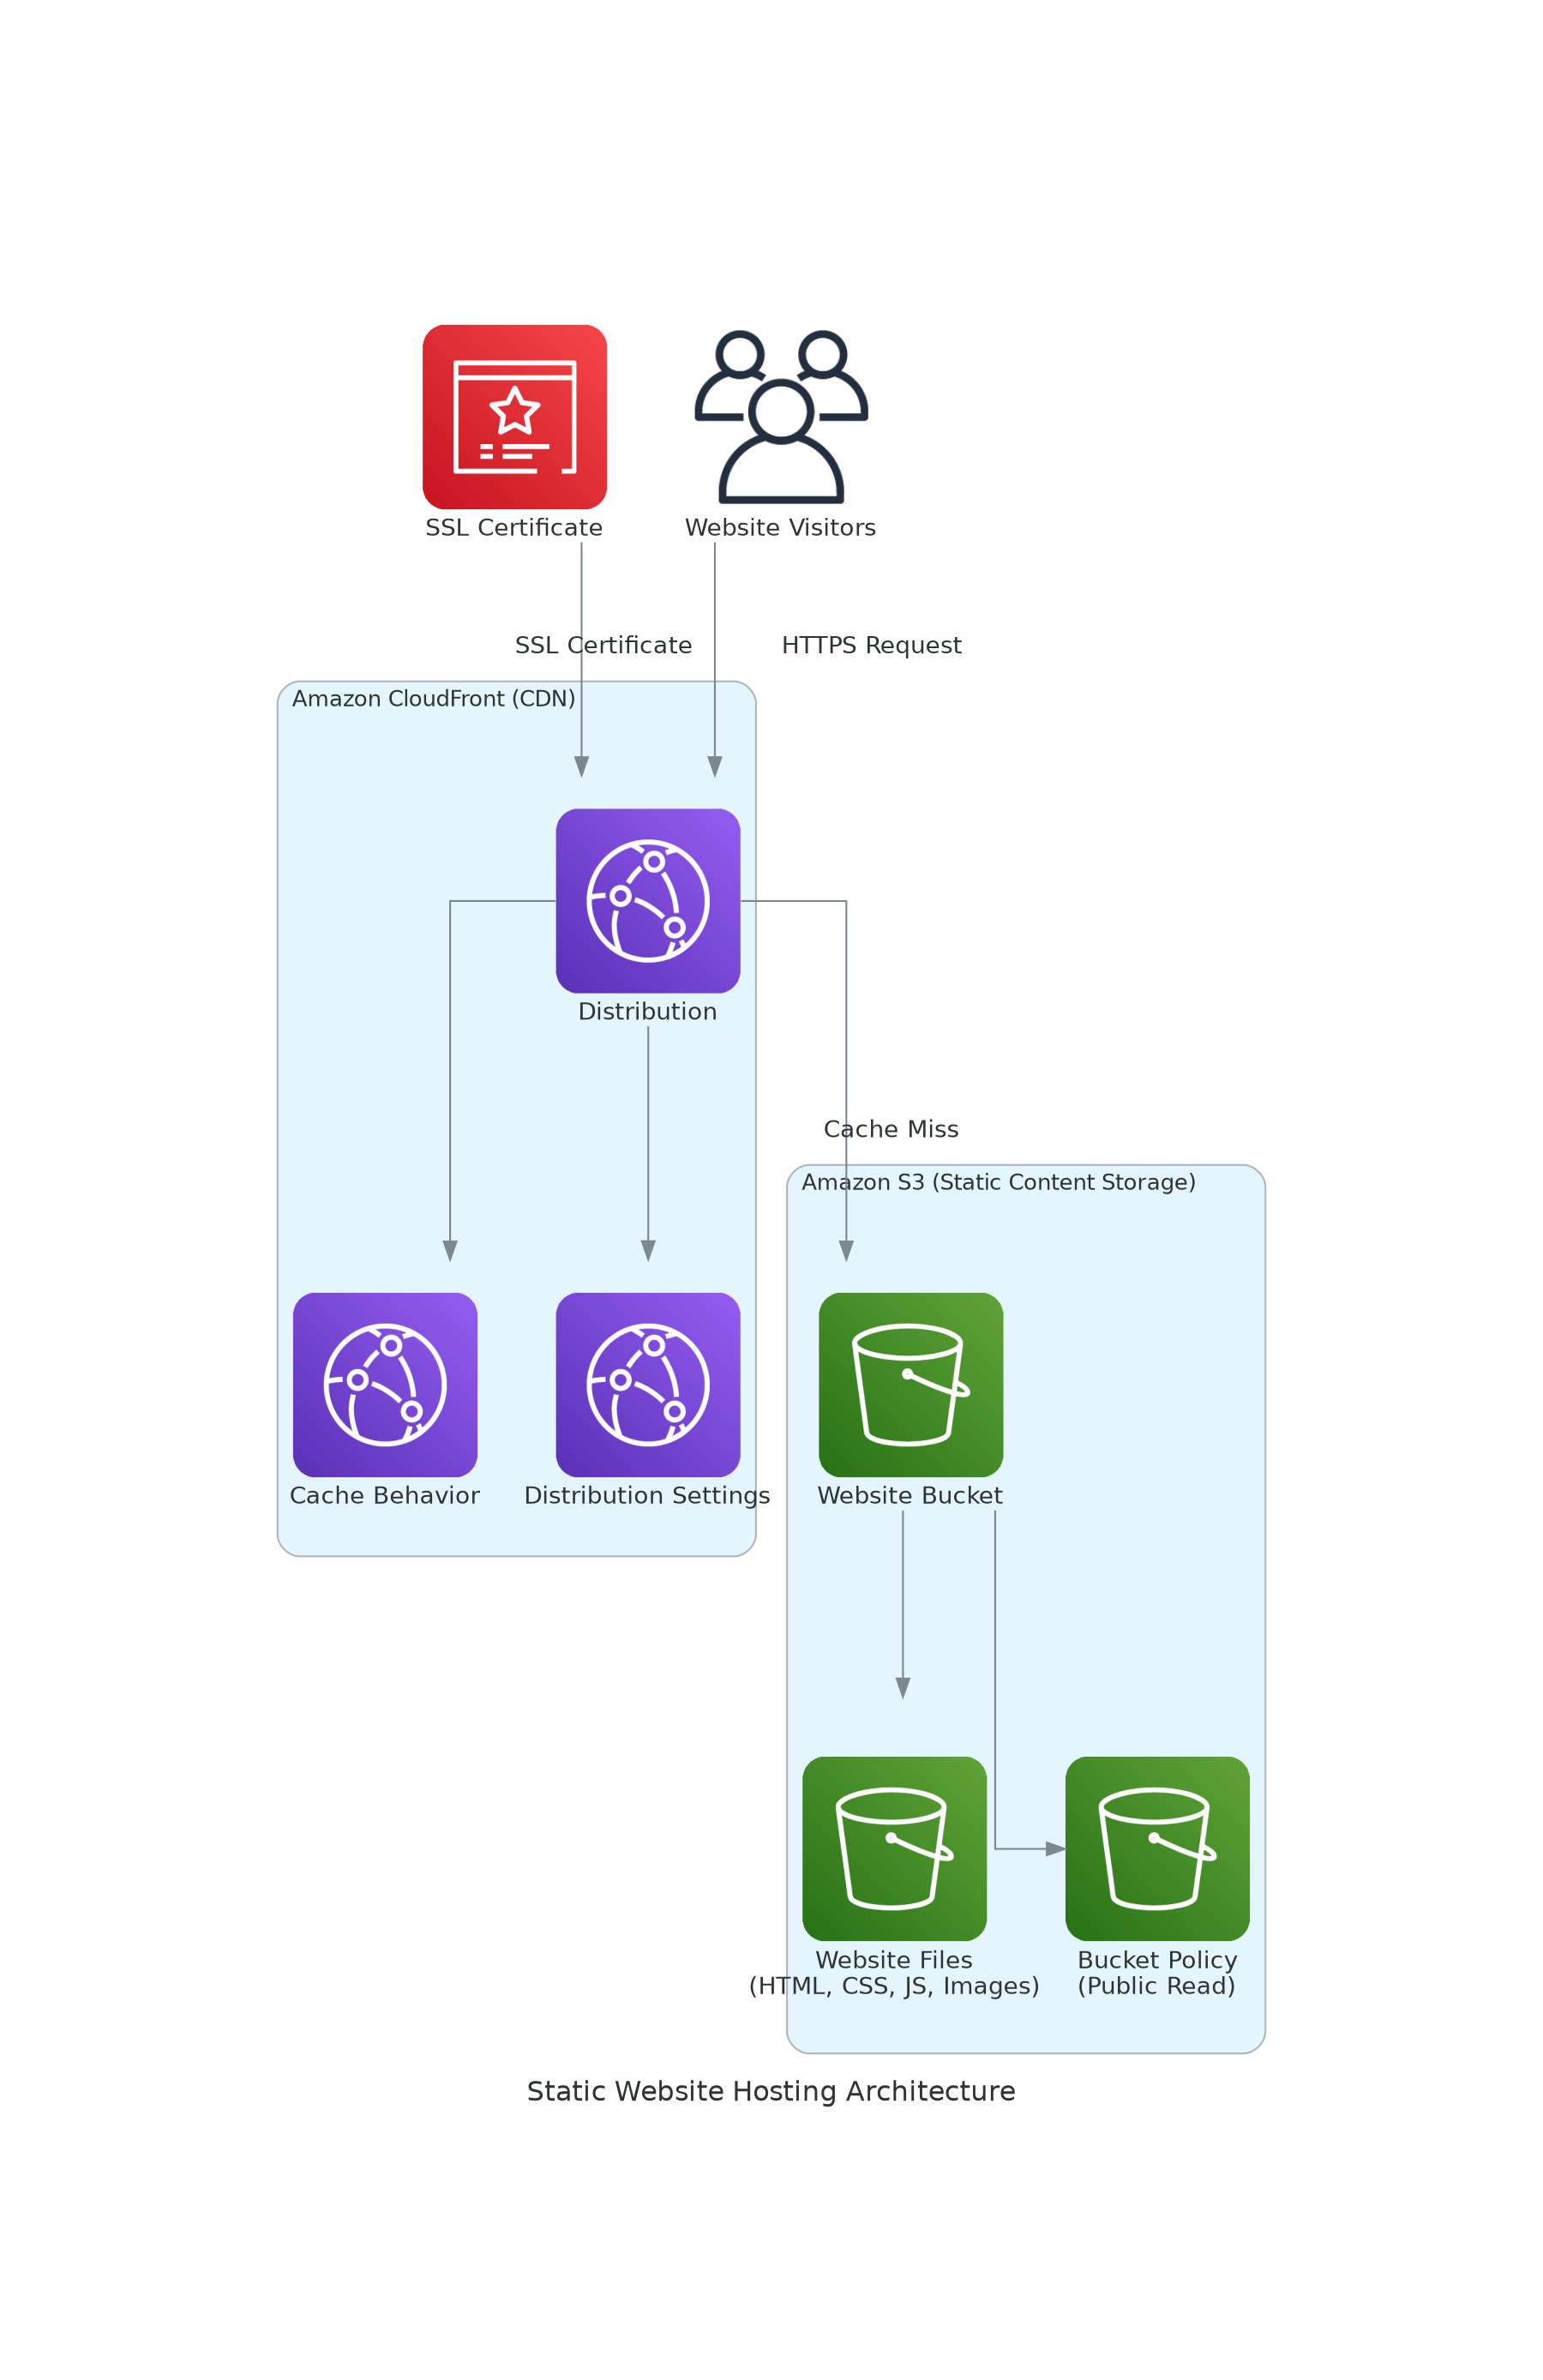 SSL Certificate
Website Visitors
SSL Certificate
HTTPS Request
Amazon CloudFront (CDN)
Distribution
Cache Miss
Amazon S3 (Static Content Storage)
Cache Behavior
Distribution Settings
Website Bucket
Website Files
(HTML, CSS, JS, Images)
Bucket Policy
(Public Read)
Static Website Hosting Architecture